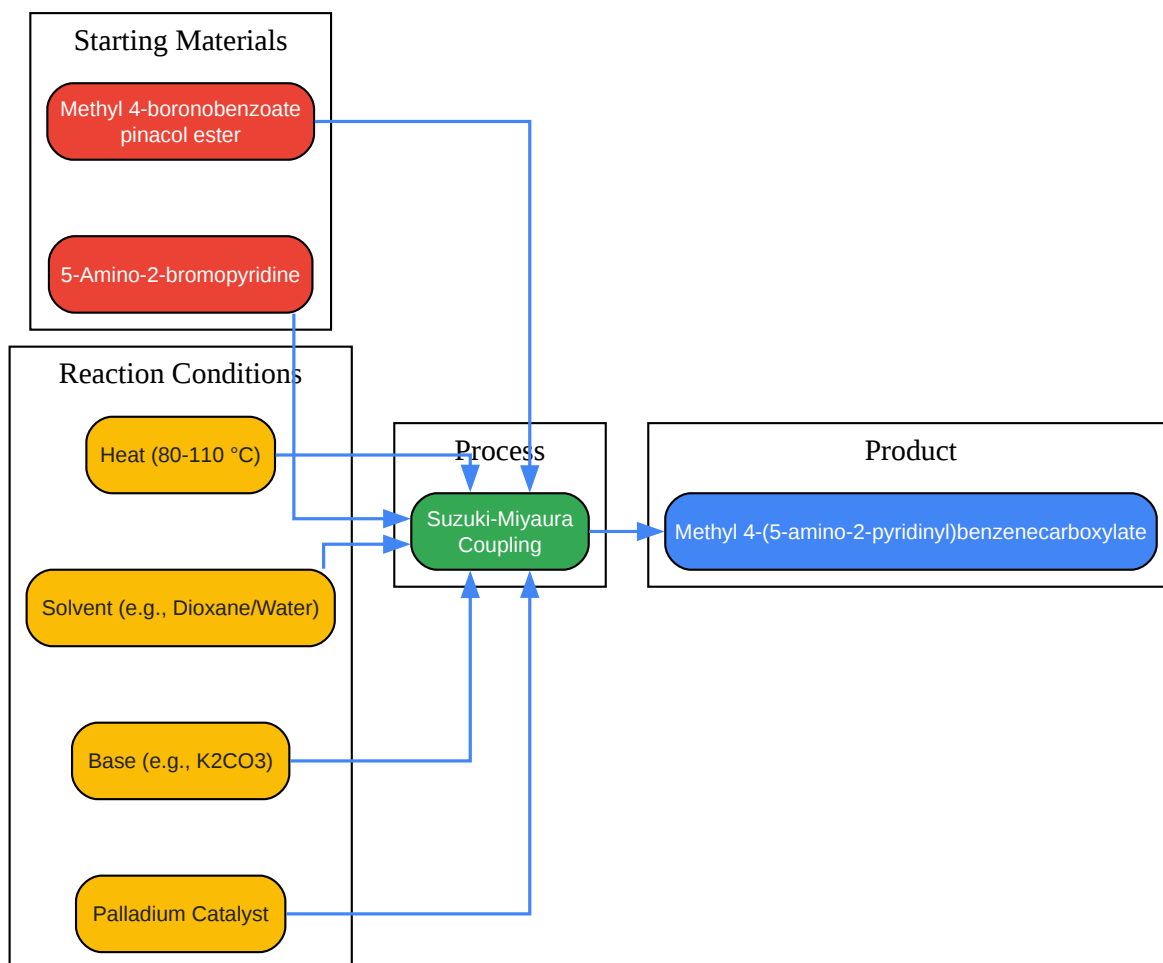 Starting Materials
Methyl 4-boronobenzoate
pinacol ester
5-Amino-2-bromopyridine
Reaction Conditions
Heat (80-110 °C)
Solvent (e.g., Dioxane/Water)
Base (e.g., K2CO3)
Palladium Catalyst
Process
Suzuki-Miyaura
Coupling
Product
Methyl 4-(5-amino-2-pyridinyl)benzenecarboxylate